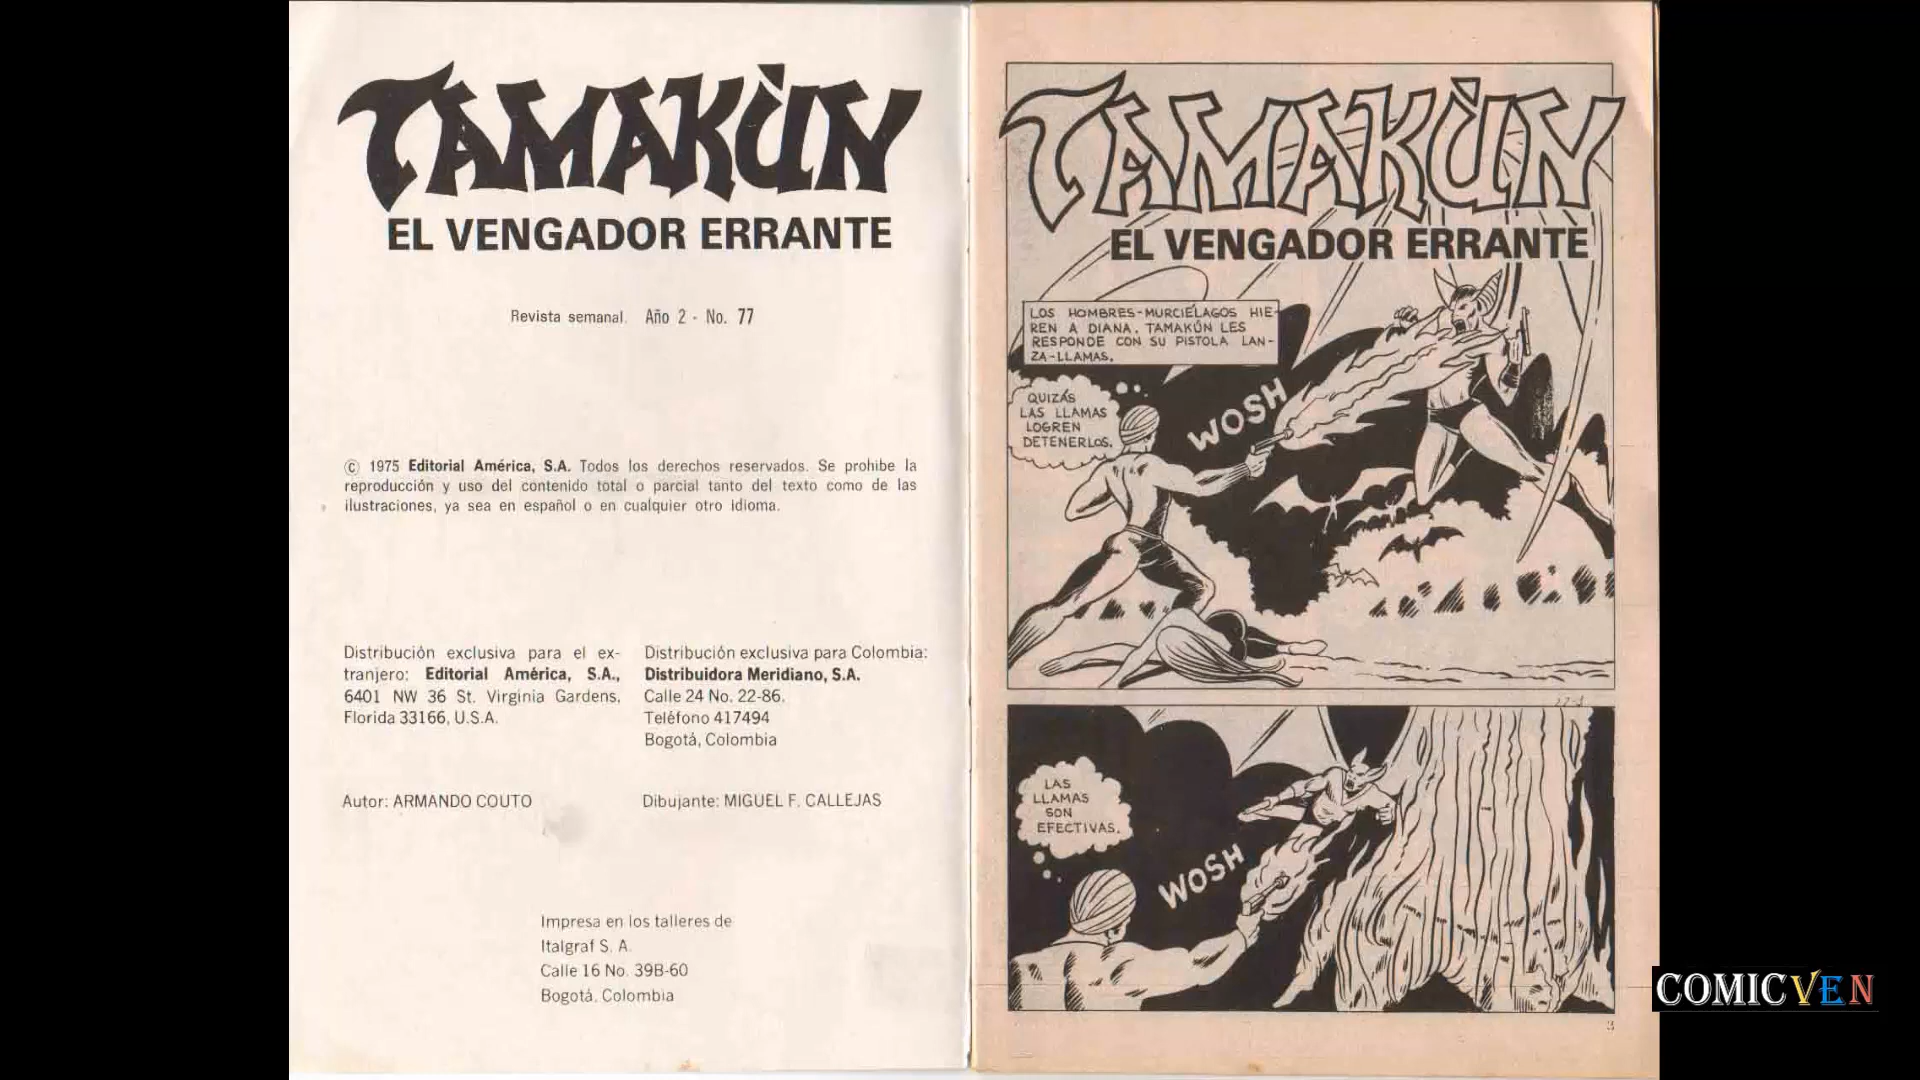 TAMAKÚN
EL VENGADOR ERRANTE
Revista semanal. Año 2 - No. 77
© 1975 Editorial América, S.A. Todos los derechos reservados. Se prohibe la
reproducción y uso del contenido total o parcial tanto del texto como de las
ilustraciones, ya sea en español o en cualquier otro idioma.
Distribución exclusiva para el ex-
tranjero: Editorial América, S.A.,
6401 NW 36 St. Virginia Gardens,
Florida 33166, U.S.A.
Distribución exclusiva para Colombia:
Distribuidora Meridiano, S.A.
Calle 24 No. 22-86.
Teléfono 417494
Bogotá, Colombia
Autor: ARMANDO COUTO
Dibujante: MIGUEL F. CALLEJAS
Impresa en los talleres de
Italgraf S. A.
Calle 16 No. 39B-60
Bogotá, Colombia
TAMAKÚN
EL VENGADOR ERRANTE
LOS HOMBRES-MURCIÉLAGOS HIE-
REN A DIANA. TAMAKÚN LES
RESPONDE CON SU PISTOLA LAN-
ZA-LLAMAS.
QUIZÁS
LAS LLAMAS
LOGREN
DETENERLOS.
WOSH
LAS
LLAMAS
SON
EFECTIVAS.
WOSH
3
COMICVEN